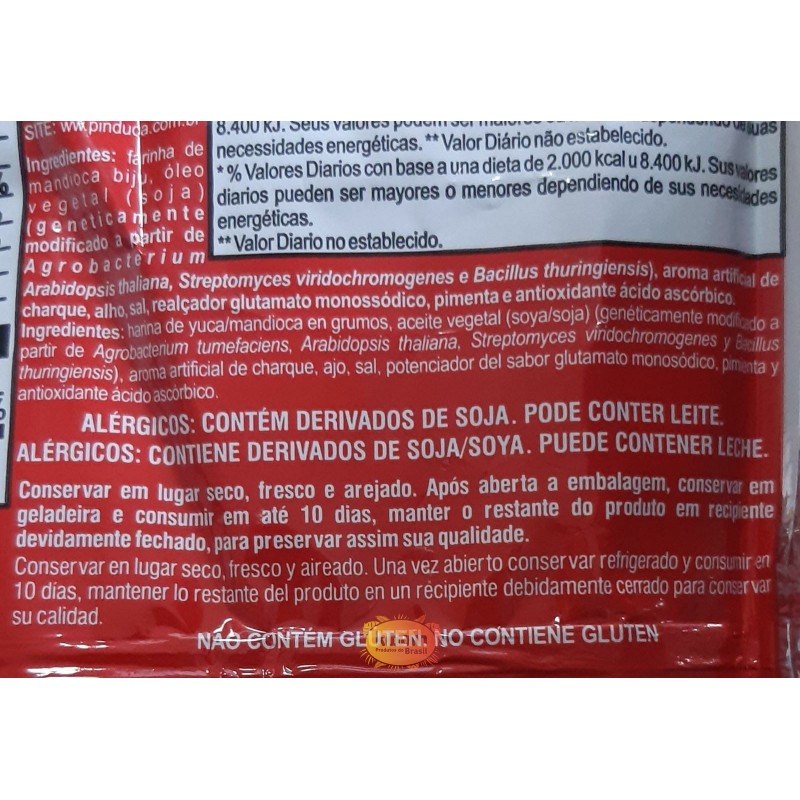 SITE: www.pinduca.com.br
Ingredientes: farinha de
mandioca biju, óleo
vegetal (soja)
(geneticamente
modificado a partir de
Agrobacterium
8.400 kJ. Seus valores podem ser maiores
necessidades energéticas. ** Valor Diário não estabelecido.
* % Valores Diarios con base a una dieta de 2.000 kcal u 8.400 kJ. Sus valores
diarios pueden ser mayores o menores dependiendo de sus necesidades
energéticas.
** Valor Diario no establecido.
Arabidopsis thaliana, Streptomyces viridochromogenes e Bacillus thuringiensis), aroma artificial de
charque, alho, sal, realçador glutamato monossódico, pimenta e antioxidante ácido ascórbico.
Ingredientes: harina de yuca/mandioca en grumos, aceite vegetal (soya/soja) (genéticamente modificado a
partir de Agrobacterium tumefaciens, Arabidopsis thaliana, Streptomyces viridochromogenes y Bacillus
thuringiensis), aroma artificial de charque, ajo, sal, potenciador del sabor glutamato monosódico, pimienta y
antioxidante ácido ascórbico.
ALÉRGICOS: CONTÉM DERIVADOS DE SOJA. PODE CONTER LEITE.
ALÉRGICOS: CONTIENE DERIVADOS DE SOJA/SOYA. PUEDE CONTENER LECHE.
Conservar em lugar seco, fresco e arejado. Após aberta a embalagem, conservar em
geladeira e consumir em até 10 dias, manter o restante do produto em recipiente
devidamente fechado, para preservar assim sua qualidade.
Conservar en lugar seco, fresco y aireado. Una vez abierto conservar refrigerado y consumir en
10 días, mantener lo restante del producto en un recipiente debidamente cerrado para conservar
su calidad.
NÃO CONTÉM GLUTEN. NO CONTIENE GLUTEN
Produtos do
Brasil